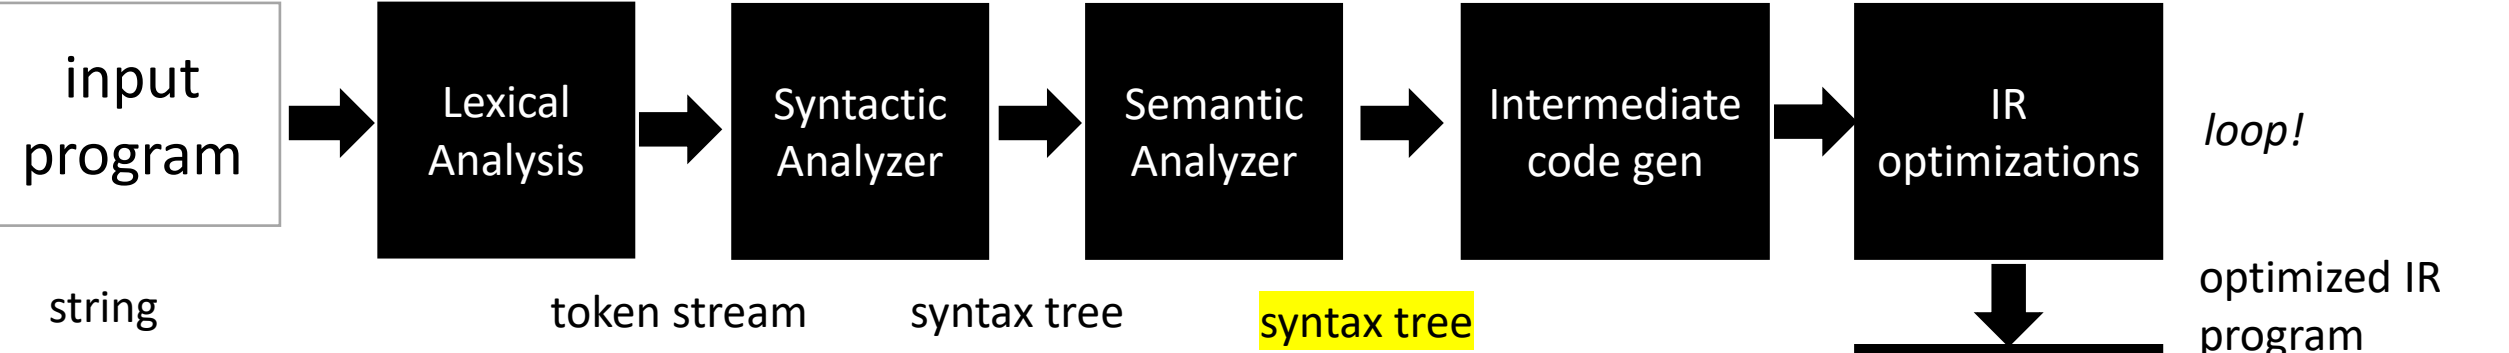 input
program
Lexical
Analysis
Syntactic
Analyzer
Semantic
Analyzer
Intermediate
code gen
IR
optimizations
loop!
string
token stream
syntax tree
syntax tree
optimized IR
program